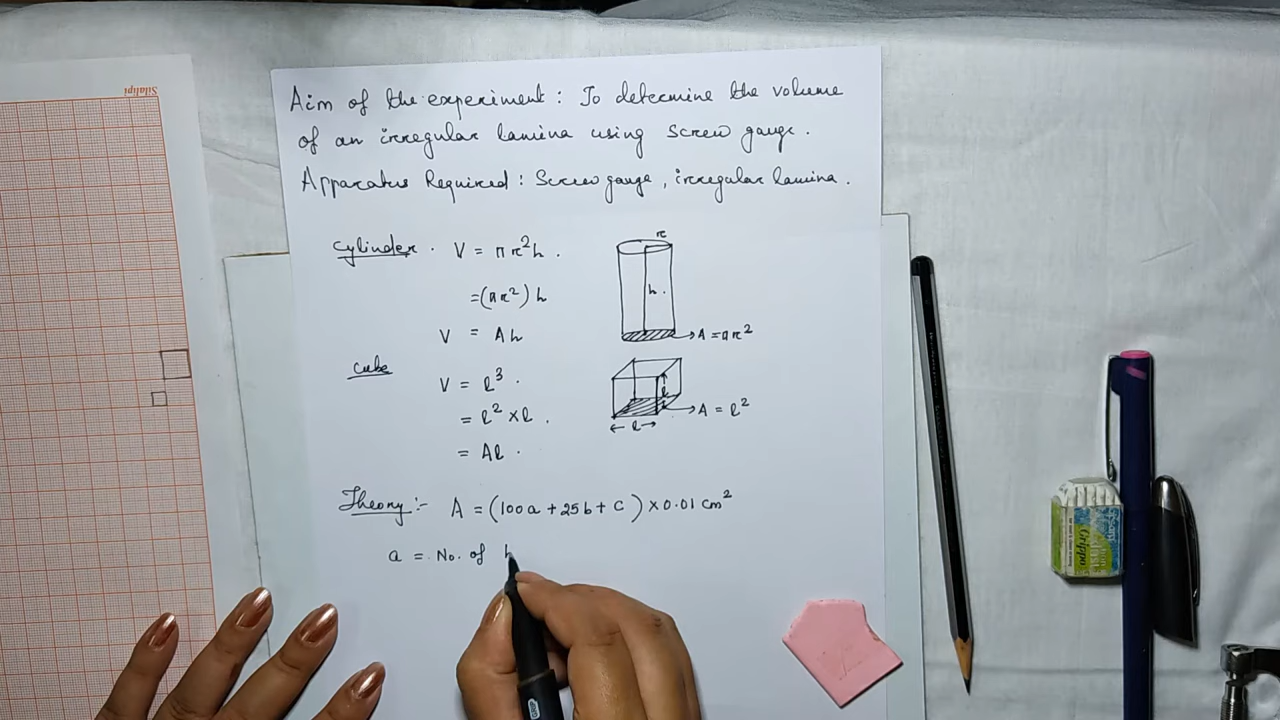 Silalipi
Aim of the experiment : To determine the volume
of an irregular lamina using screw gauge.
Apparatus Required : Screw gauge, irregular lamina.
Cylinder. V = πr²h.
= (πr²) h
V = Ah
r
h.
A = πr²
Cube
V = l³.
= l² × l.
= Al.
l
A = l²
l
Theory:- A = (100a + 25b + c) × 0.01 cm²
a = No. of
Grippo